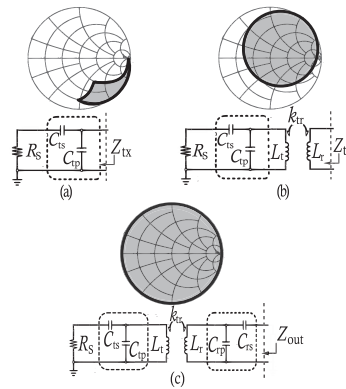 C_ts
R_S
C_tp
Z_tx
(a)
k_tr
C_ts
R_S
C_tp
L_t
L_r
Z_t
(b)
k_tr
C_ts
R_S
C_tp
L_t
L_r
C_rp
C_rs
Z_out
(c)